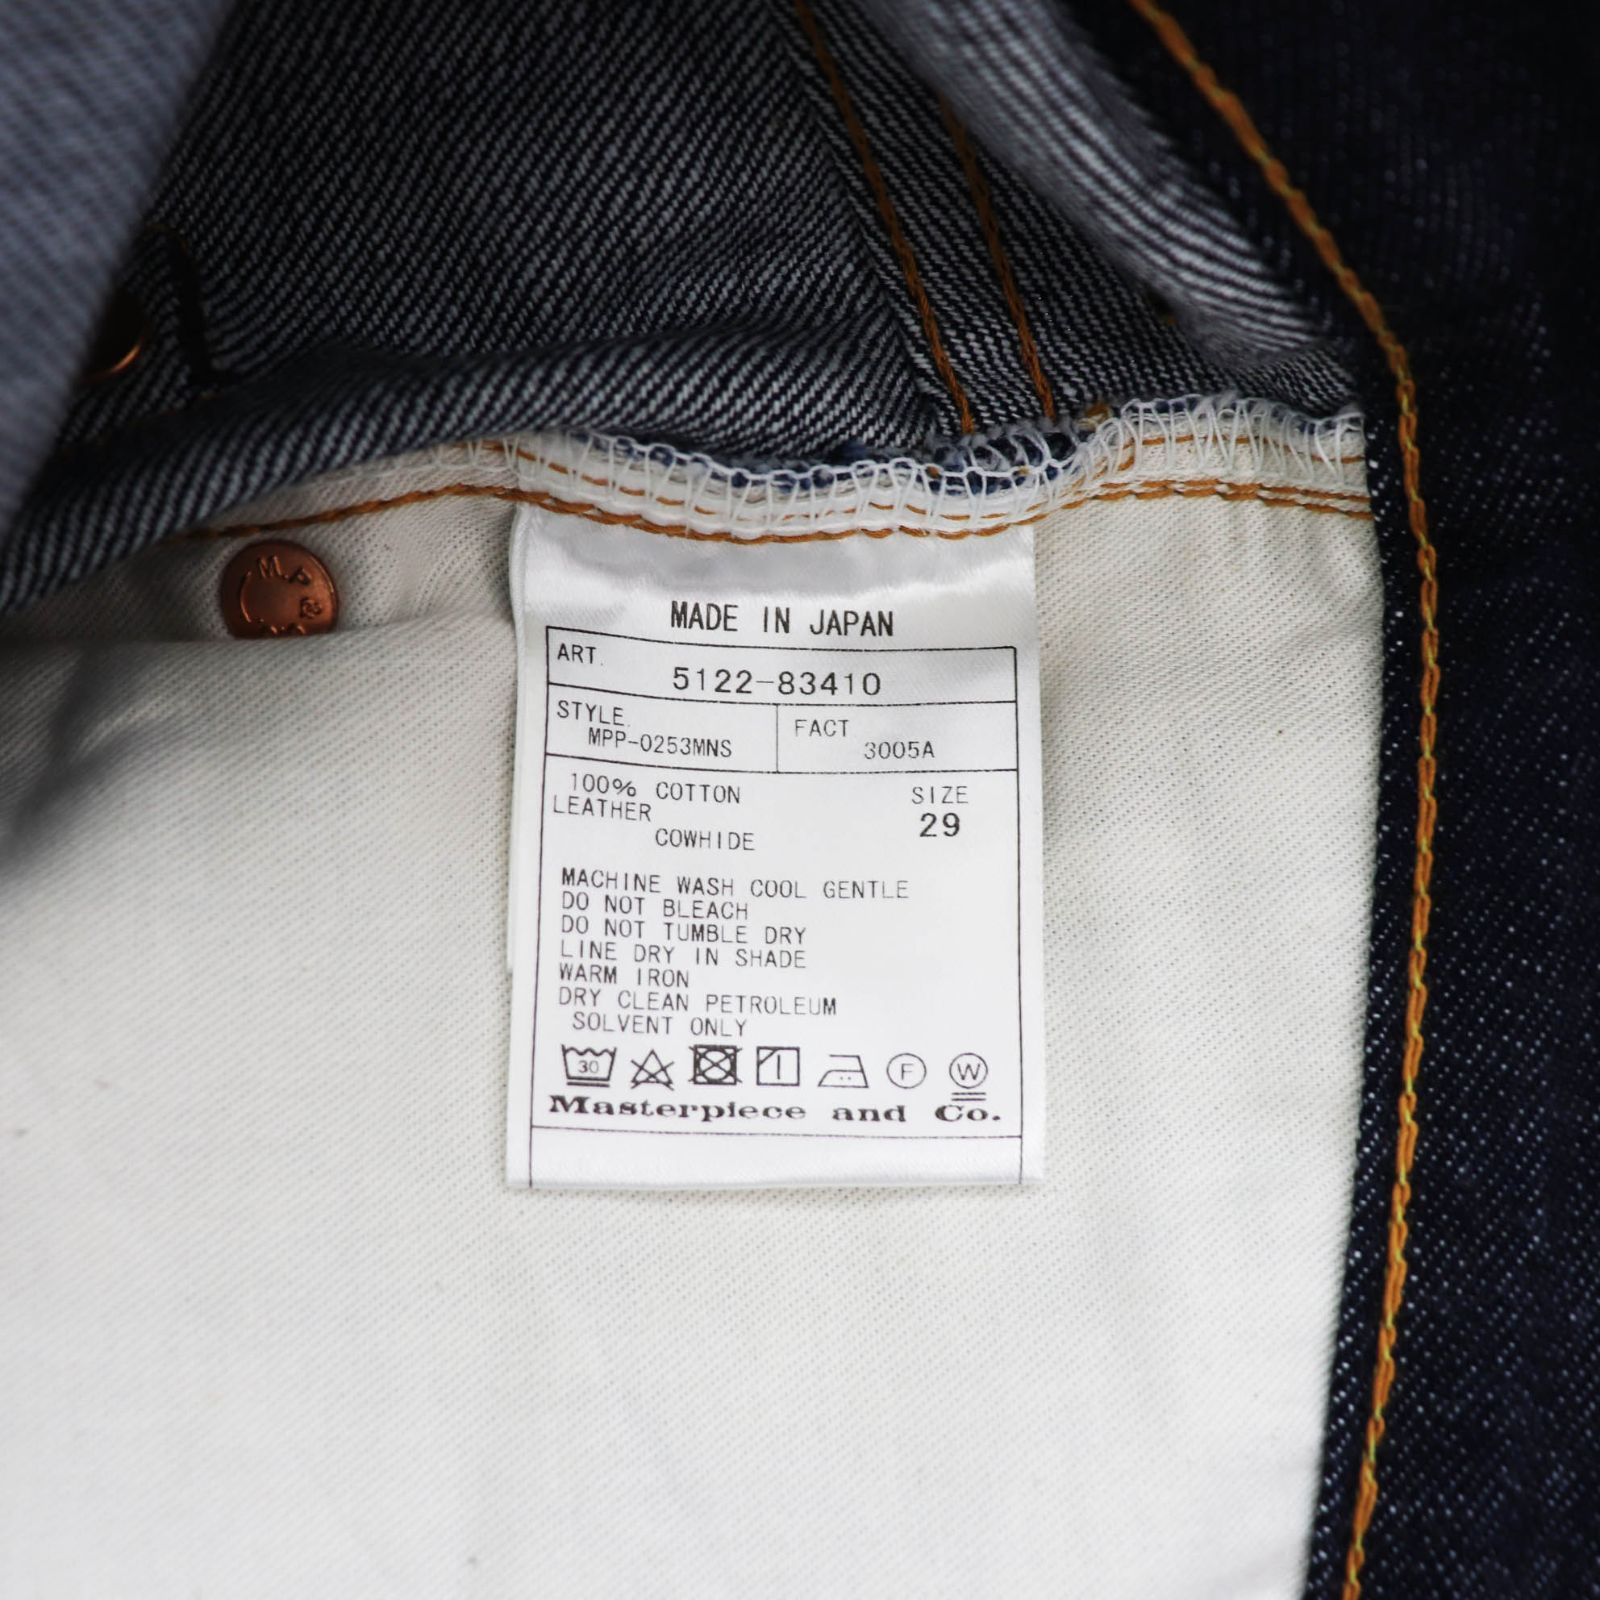 MADE IN JAPAN
ART.
5122-83410
STYLE.
MPP-0253MNS
FACT
3005A
100% COTTON
LEATHER
COWHIDE
SIZE
29
MACHINE WASH COOL GENTLE
DO NOT BLEACH
DO NOT TUMBLE DRY
LINE DRY IN SHADE
WARM IRON
DRY CLEAN PETROLEUM
SOLVENT ONLY
30 F W
Masterpiece and Co.
M.P